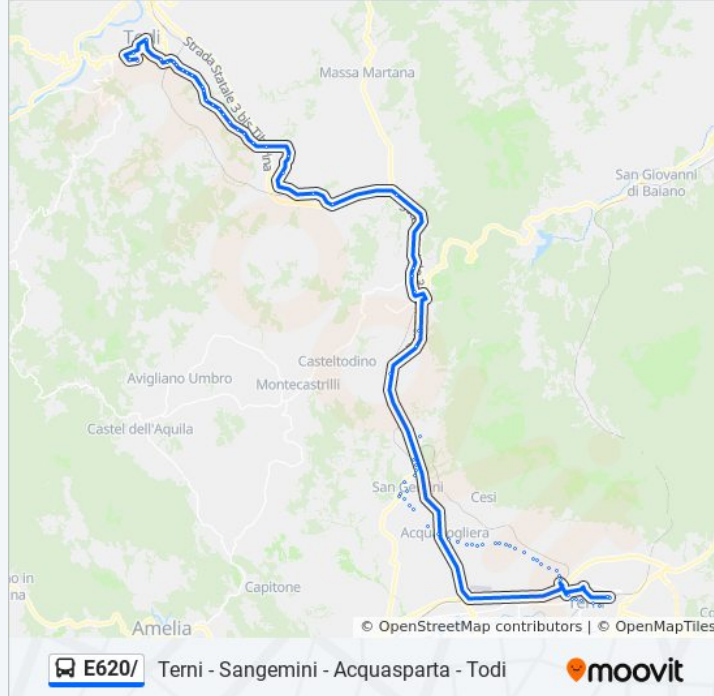 Todi
Strada Statale 3 bis Tiberina
Massa Martana
San Giovanni
di Baiano
Casteltodino
Avigliano Umbro
Montecastrilli
Castel dell'Aquila
Cesi
Capitone
Amelia
Terni
© OpenStreetMap contributors | © OpenMapTiles
E620/
Terni - Sangemini - Acquasparta - Todi
moovit